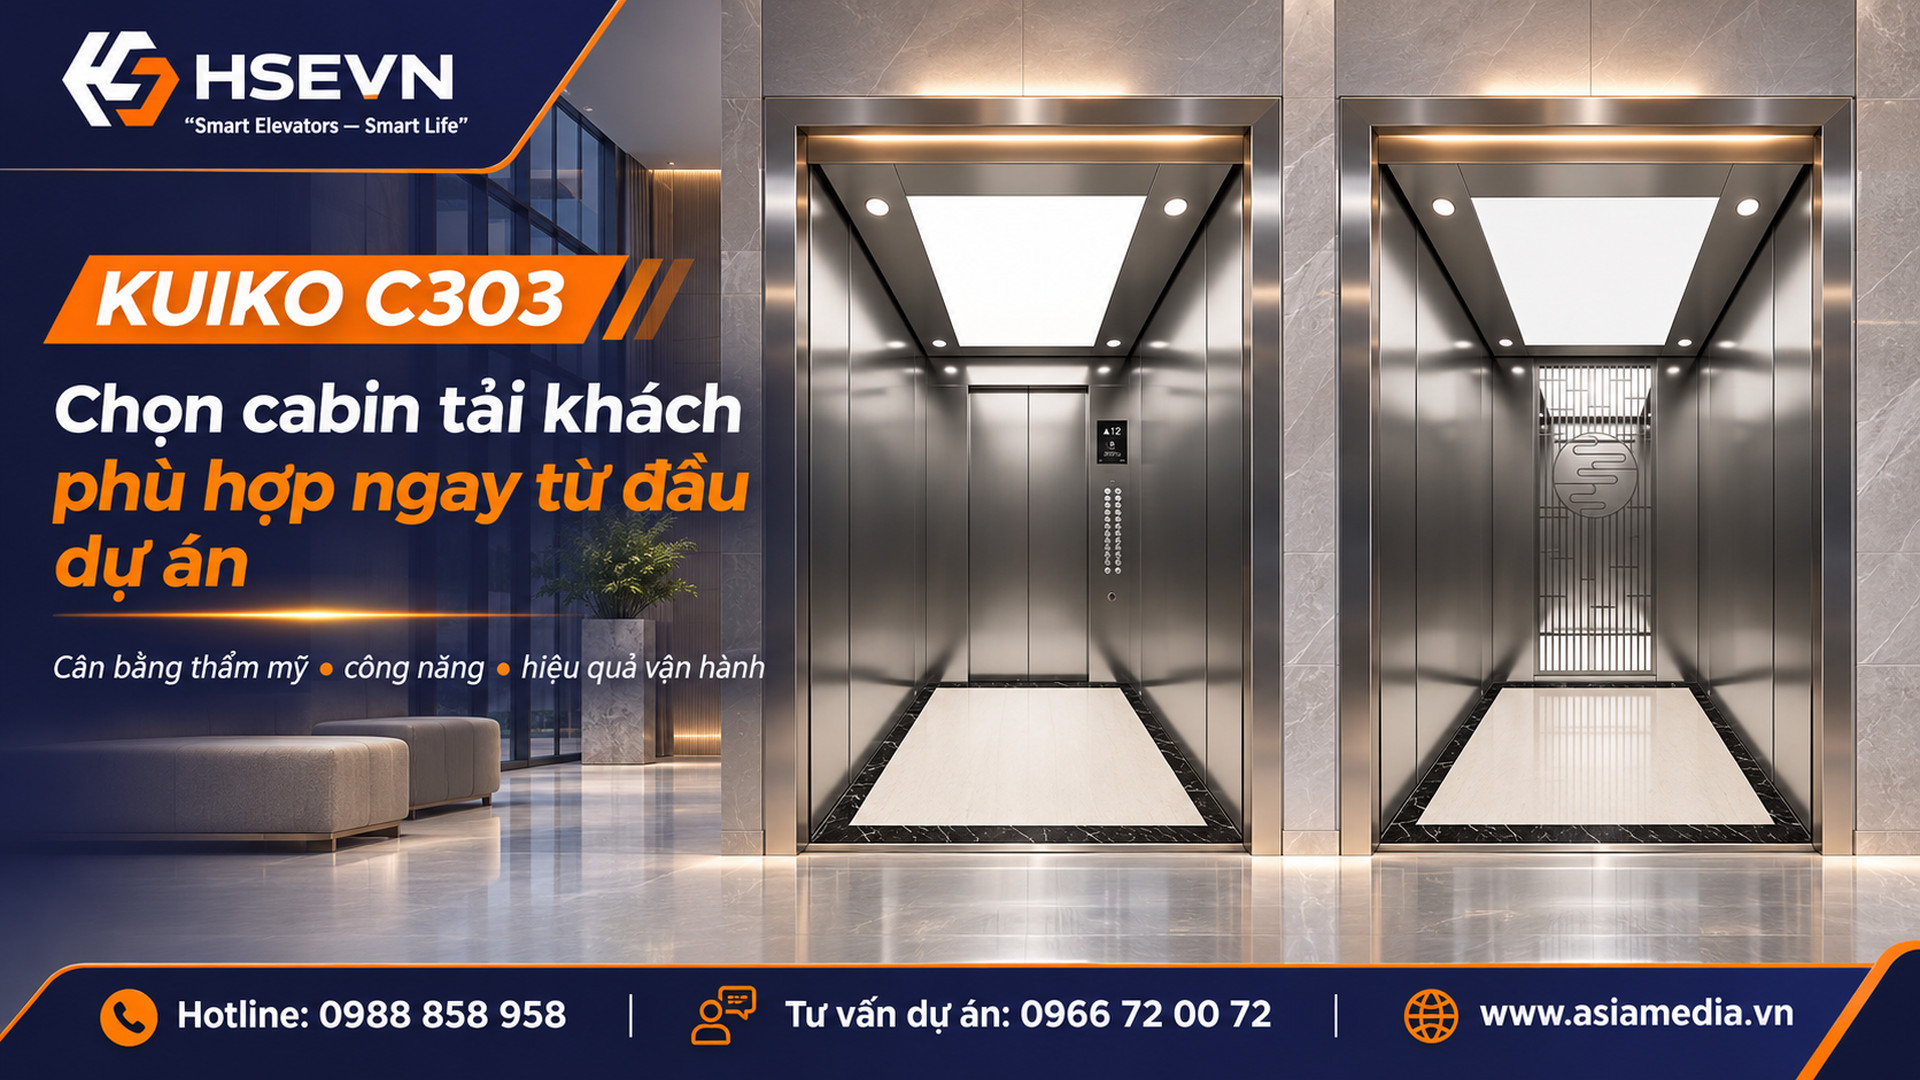 HSEVN
“Smart Elevators — Smart Life”
KUIKO C303
Chọn cabin tải khách
phù hợp ngay từ đầu
dự án
Cân bằng thẩm mỹ • công năng • hiệu quả vận hành
▲12
Hotline: 0988 858 958 | Tư vấn dự án: 0966 72 00 72 | www.asiamedia.vn